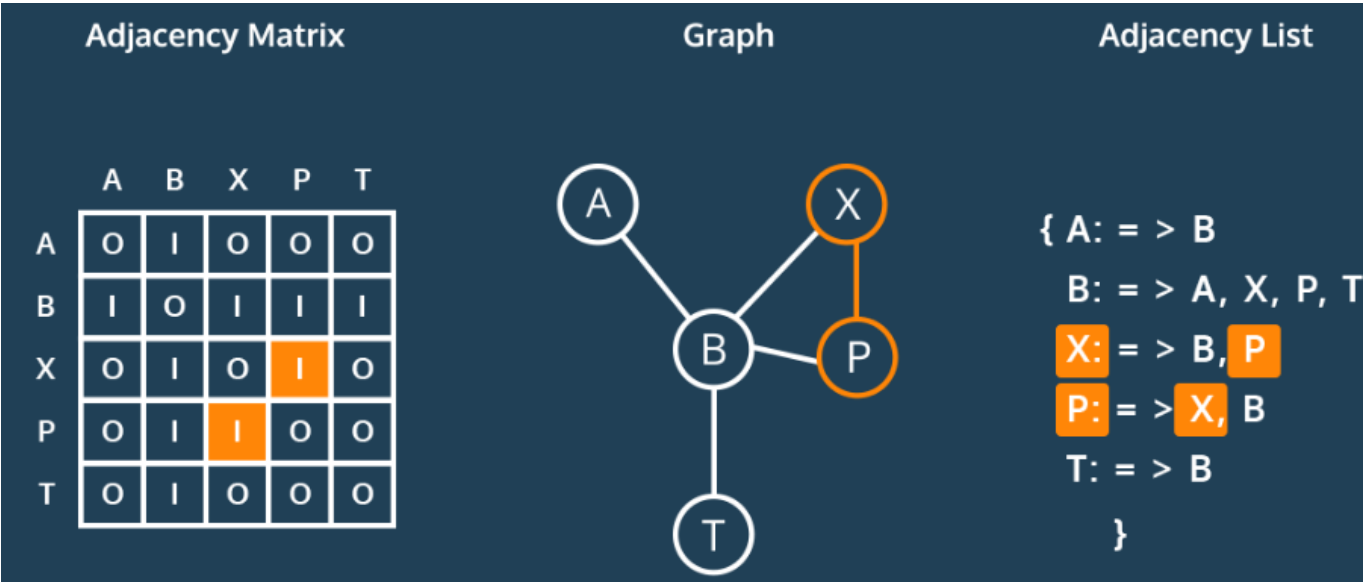 Adjacency Matrix
Graph
Adjacency List
A B X P T
A O I O O O
B I O I I I
X O I O I O
P O I I O O
T O I O O O
A
X
B
P
T
{ A: = > B
B: = > A, X, P, T
X: = > B, P
P: = > X, B
T: = > B
}